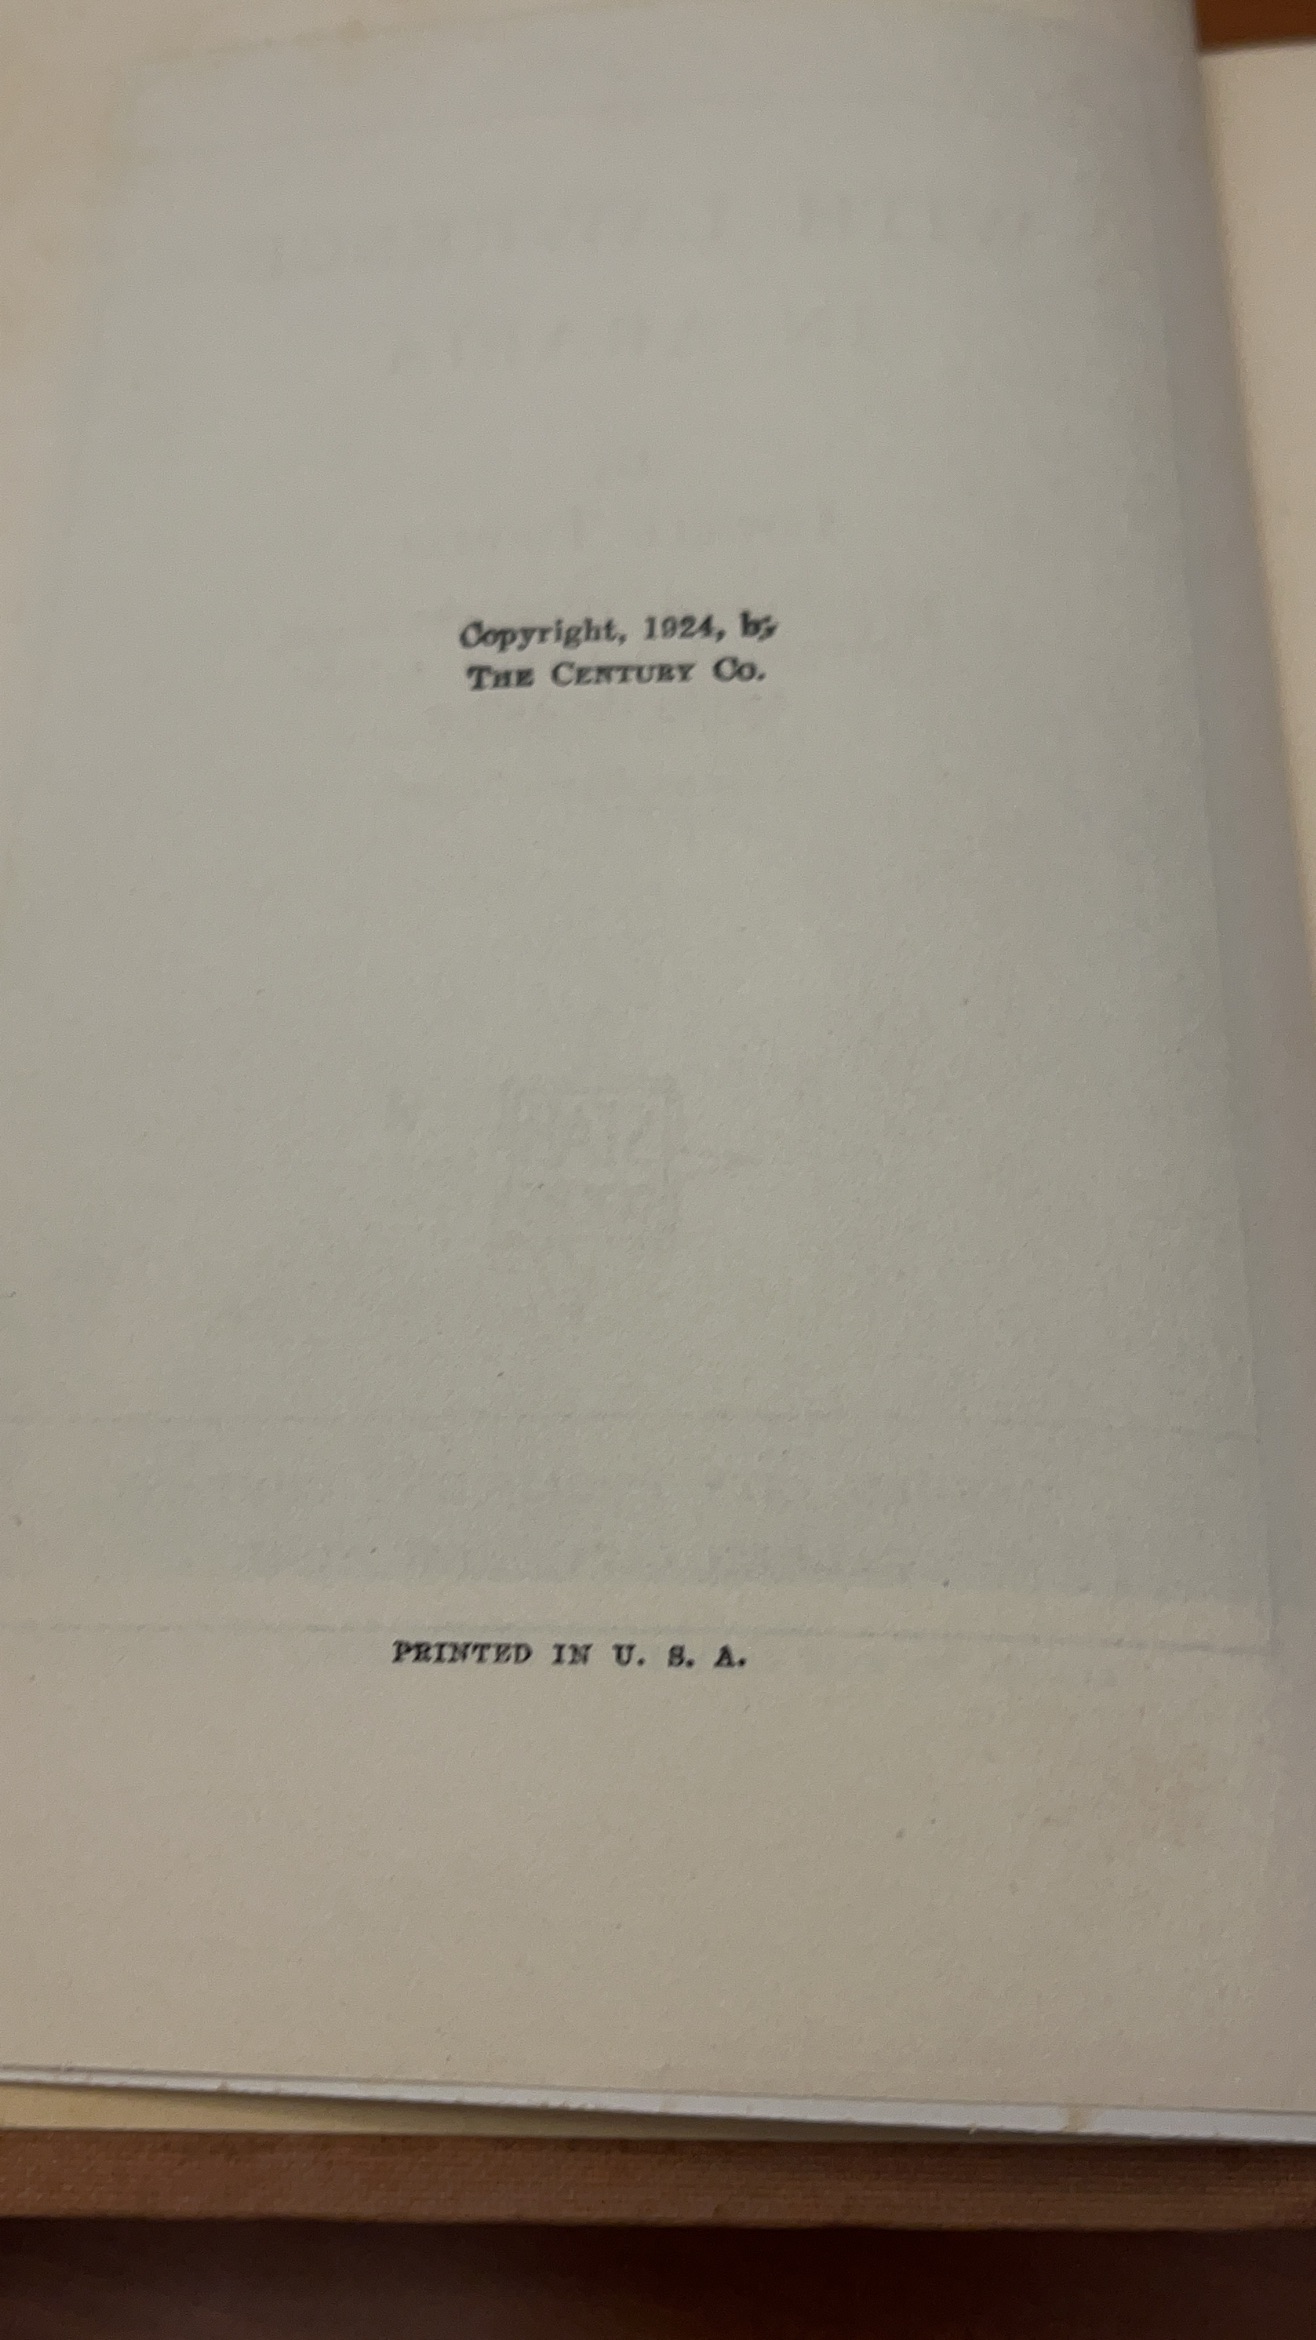 Copyright, 1924, by
THE CENTURY CO.
PRINTED IN U. S. A.